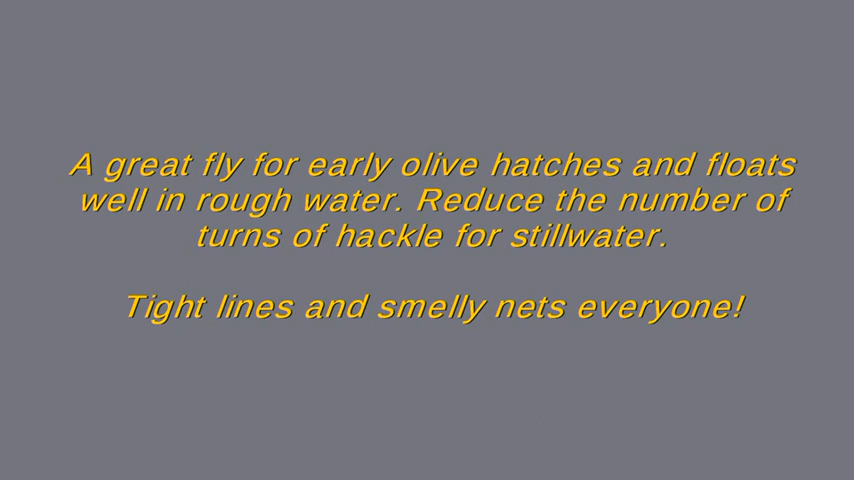 A great fly for early olive hatches and floats
well in rough water. Reduce the number of
turns of hackle for stillwater.
Tight lines and smelly nets everyone!